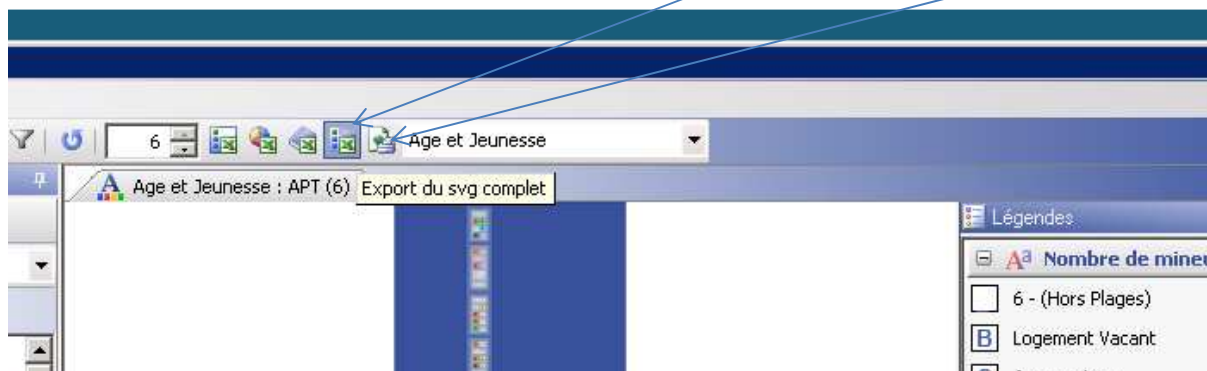 6
Age et Jeunesse
Age et Jeunesse : APT (6)
Export du svg complet
Légendes
Aa Nombre de mineu
6 - (Hors Plages)
B Logement Vacant